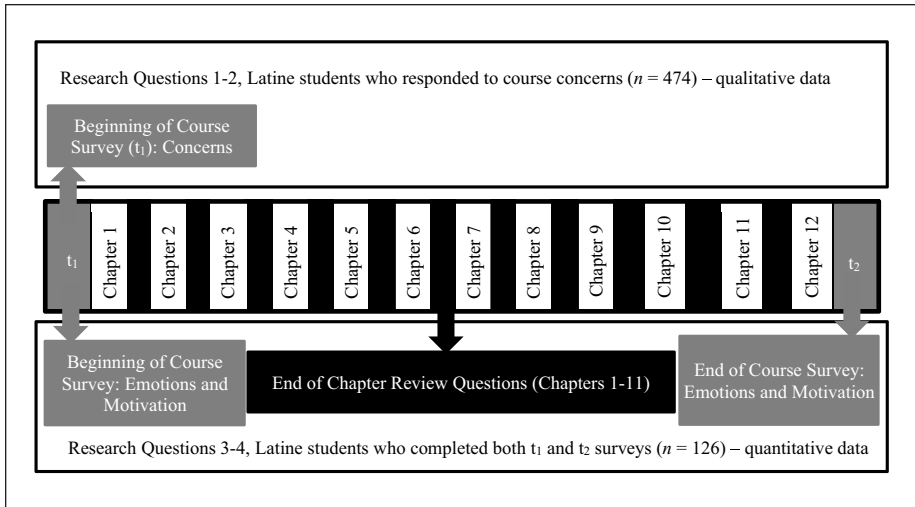 Research Questions 1-2, Latine students who responded to course concerns (n = 474) – qualitative data
Beginning of Course
Survey (t₁): Concerns
t₁
Chapter 1
Chapter 2
Chapter 3
Chapter 4
Chapter 5
Chapter 6
Chapter 7
Chapter 8
Chapter 9
Chapter 10
Chapter 11
Chapter 12
t₂
Beginning of Course
Survey: Emotions and
Motivation
End of Chapter Review Questions (Chapters 1-11)
End of Course Survey:
Emotions and Motivation
Research Questions 3-4, Latine students who completed both t₁ and t₂ surveys (n = 126) – quantitative data